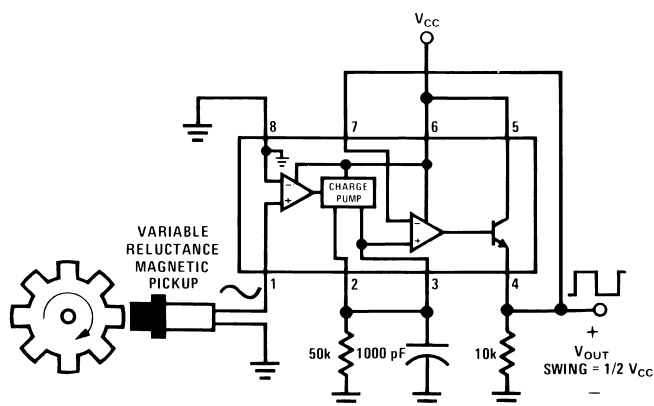 VCC
8
7
6
5
−
+
CHARGE
PUMP
−
+
VARIABLE
RELUCTANCE
MAGNETIC
PICKUP
1
2
3
4
50k
1000 pF
10k
+
VOUT
SWING = 1/2 VCC
−